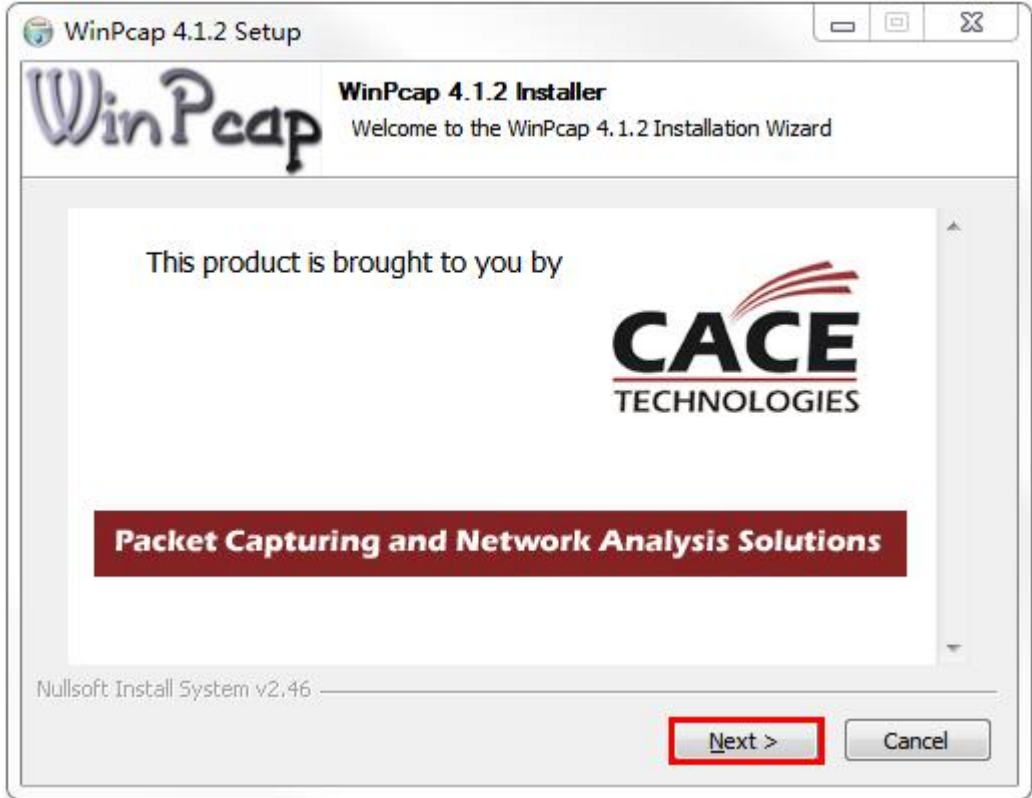 WinPcap 4.1.2 Setup
WinPcap
WinPcap 4.1.2 Installer
Welcome to the WinPcap 4.1.2 Installation Wizard
This product is brought to you by
CACE
TECHNOLOGIES
Packet Capturing and Network Analysis Solutions
Nullsoft Install System v2.46
Next >
Cancel